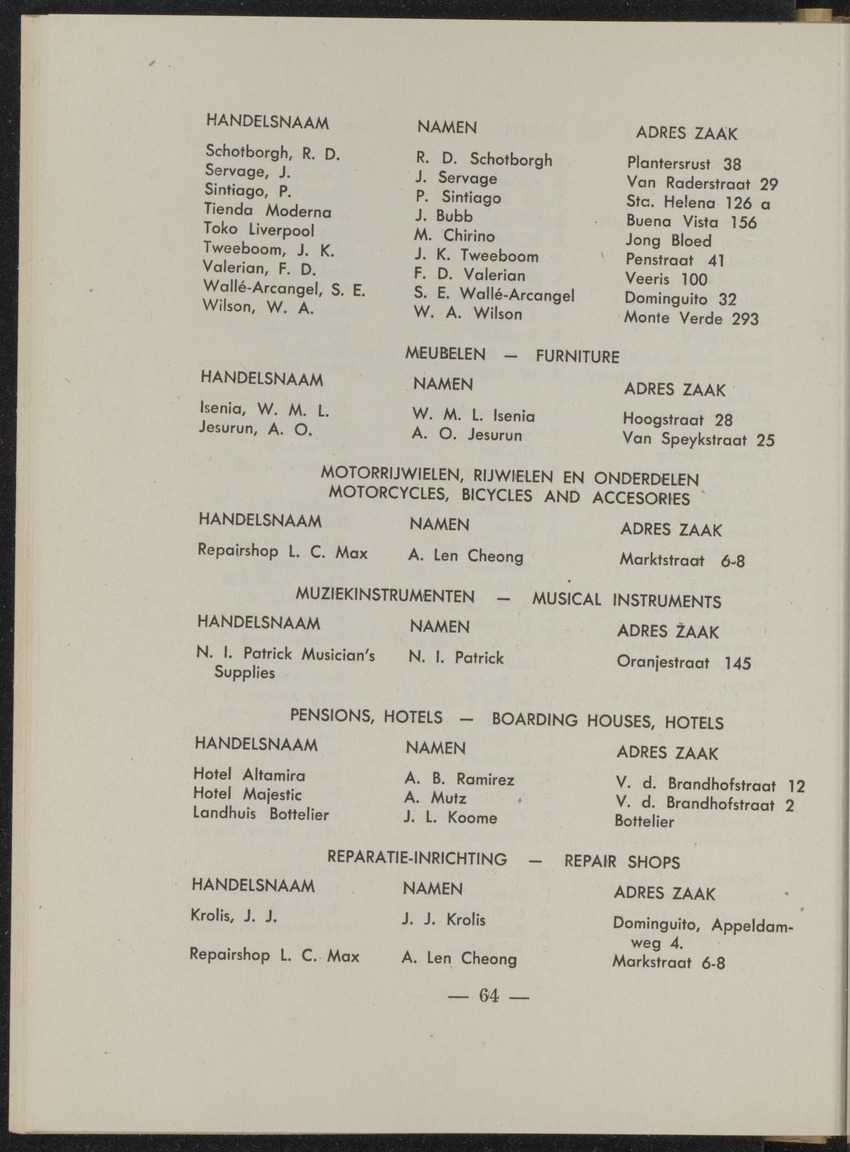 HANDELSNAAM NAMEN ADRES ZAAK
Schotborgh, R. D. R. D. Schotborgh Plantersrust 38
Servage, J. J. Servage Van Raderstraat 29
Sintiago, P. P. Sintiago Sta. Helena 126 a
Tienda Moderna J. Bubb Buena Vista 156
Toko Liverpool M. Chirino Jong Bloed
Tweeboom, J. K. J. K. Tweeboom Penstraat 41
Valerian, F. D. F. D. Valerian Veeris 100
Wallé-Arcangel, S. E. S. E. Wallé-Arcangel Dominguito 32
Wilson, W. A. W. A. Wilson Monte Verde 293
MEUBELEN — FURNITURE
HANDELSNAAM NAMEN ADRES ZAAK
Isenia, W. M. L. W. M. L. Isenia Hoogstraat 28
Jesurun, A. O. A. O. Jesurun Van Speykstraat 25
MOTORRIJWIELEN, RIJWIELEN EN ONDERDELEN
MOTORCYCLES, BICYCLES AND ACCESORIES
HANDELSNAAM NAMEN ADRES ZAAK
Repairshop L. C. Max A. Len Cheong Marktstraat 6-8
MUZIEKINSTRUMENTEN — MUSICAL INSTRUMENTS
HANDELSNAAM NAMEN ADRES ZAAK
N. I. Patrick Musician's N. I. Patrick Oranjestraat 145
Supplies
PENSIONS, HOTELS — BOARDING HOUSES, HOTELS
HANDELSNAAM NAMEN ADRES ZAAK
Hotel Altamira A. B. Ramirez V. d. Brandhofstraat 12
Hotel Majestic A. Mutz V. d. Brandhofstraat 2
Landhuis Bottelier J. L. Koome Bottelier
REPARATIE-INRICHTING — REPAIR SHOPS
HANDELSNAAM NAMEN ADRES ZAAK
Krolis, J. J. J. J. Krolis Dominguito, Appeldam-
weg 4.
Repairshop L. C. Max A. Len Cheong Markstraat 6-8
— 64 —